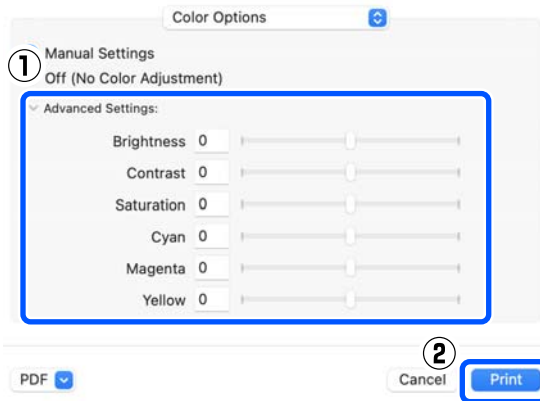 Color Options
①
Manual Settings
Off (No Color Adjustment)
Advanced Settings:
Brightness 0
Contrast 0
Saturation 0
Cyan 0
Magenta 0
Yellow 0
②
PDF Cancel Print